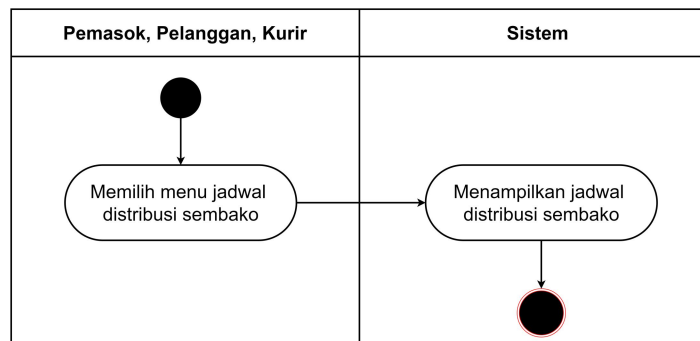 Pemasok, Pelanggan, Kurir
Sistem
Memilih menu jadwal
distribusi sembako
Menampilkan jadwal
distribusi sembako